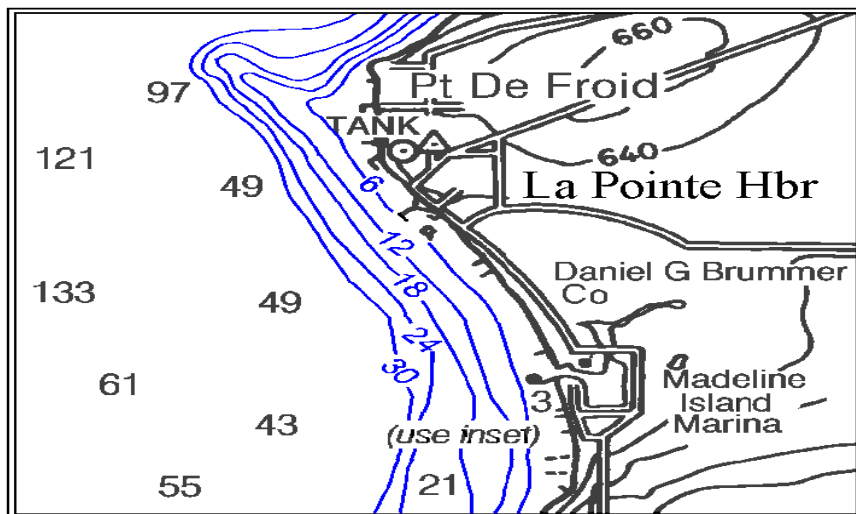 660
97
Pt De Froid
TANK
121
640
49
6
La Pointe Hbr
12
Daniel G Brummer
Co
133
18
49
24
30
61
Madeline
Island
Marina
3
43
(use inset)
55
21